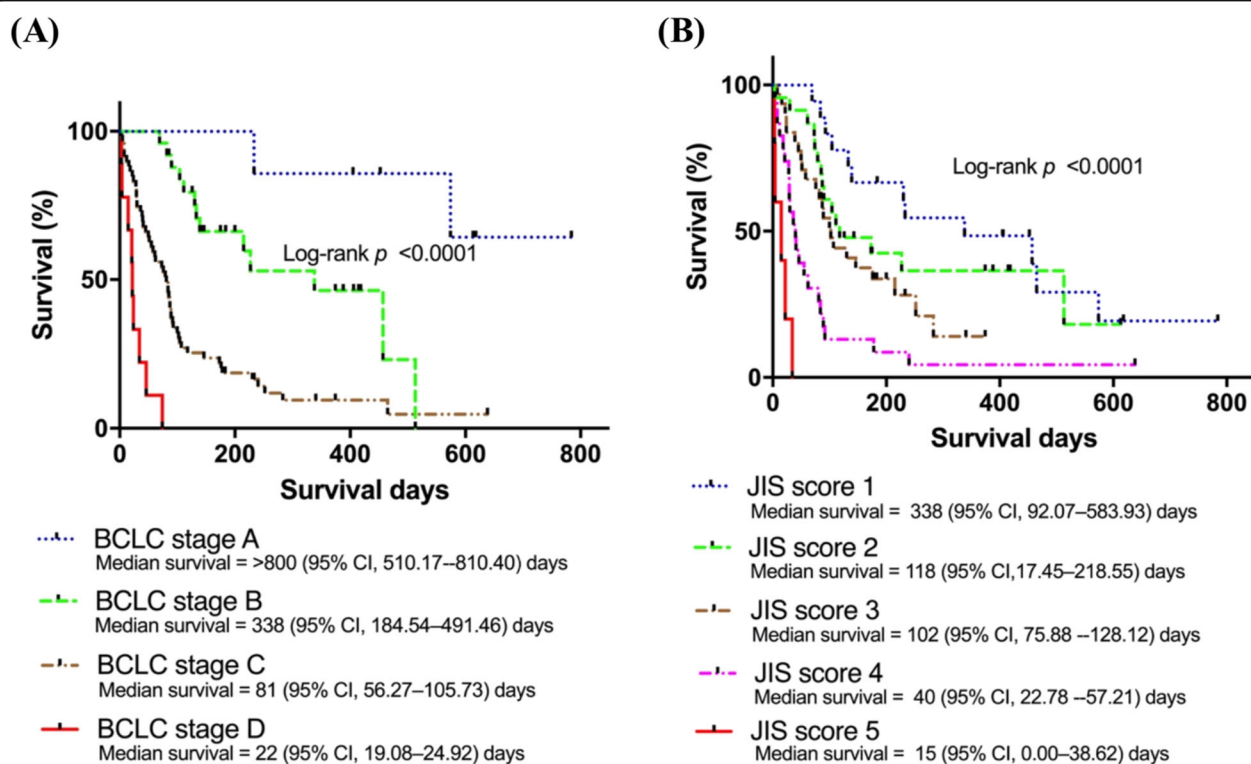 (A)
Survival (%)
100
50
0
0 200 400 600 800
Survival days
Log-rank p <0.0001
BCLC stage A
Median survival = >800 (95% CI, 510.17--810.40) days
BCLC stage B
Median survival = 338 (95% CI, 184.54–491.46) days
BCLC stage C
Median survival = 81 (95% CI, 56.27–105.73) days
BCLC stage D
Median survival = 22 (95% CI, 19.08–24.92) days
(B)
Survival (%)
100
50
0
0 200 400 600 800
Survival days
Log-rank p <0.0001
JIS score 1
Median survival = 338 (95% CI, 92.07–583.93) days
JIS score 2
Median survival = 118 (95% CI,17.45–218.55) days
JIS score 3
Median survival = 102 (95% CI, 75.88 --128.12) days
JIS score 4
Median survival = 40 (95% CI, 22.78 --57.21) days
JIS score 5
Median survival = 15 (95% CI, 0.00–38.62) days